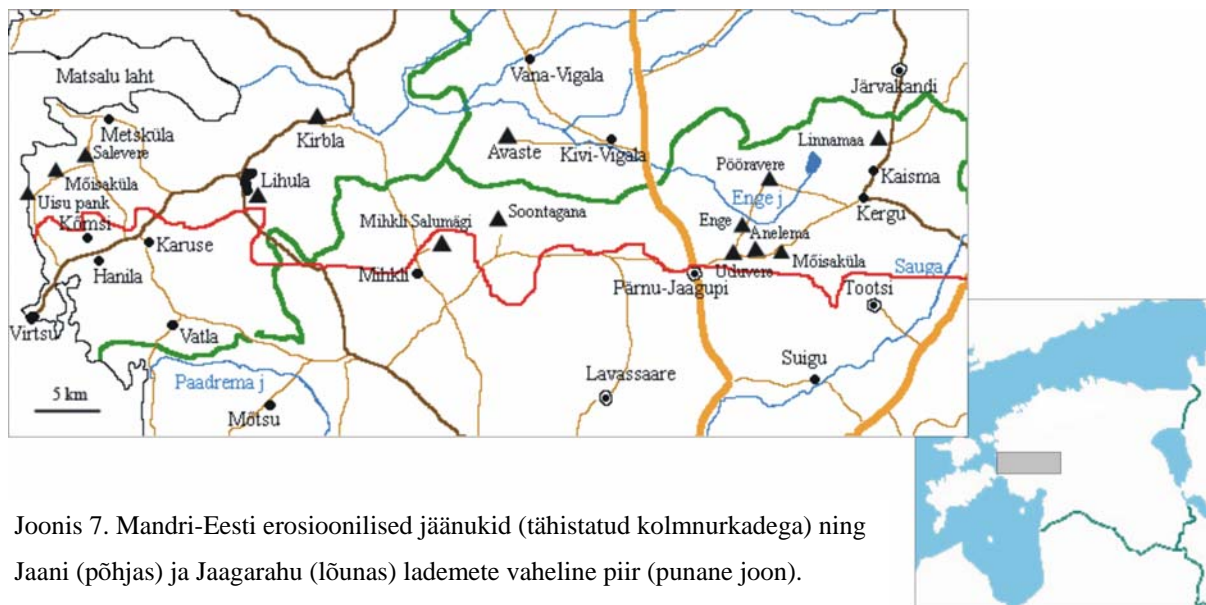 Matsalu laht
Vana-Vigala
Järvakandi
Metsküla
Kirbla
Avaste
Kivi-Vigala
Linnamaa
Salevere
Pööravere
Kaisma
Mõisaküla
Lihula
Enge j
Kergu
Uisu pank
Kõmsi
Mihkli Salumägi
Soontagana
Enge
Anelema
Karuse
Uduvere
Mõisaküla
Sauga
Hanila
Mihkli
Pärnu-Jaagupi
Tootsi
Virtsu
Vatla
Suigu
Paadrema j
Lavassaare
5 km
Mõtsu
Joonis 7. Mandri-Eesti erosioonilised jäänukid (tähistatud kolmnurkadega) ning
Jaani (põhjas) ja Jaagarahu (lõunas) lademete vaheline piir (punane joon).